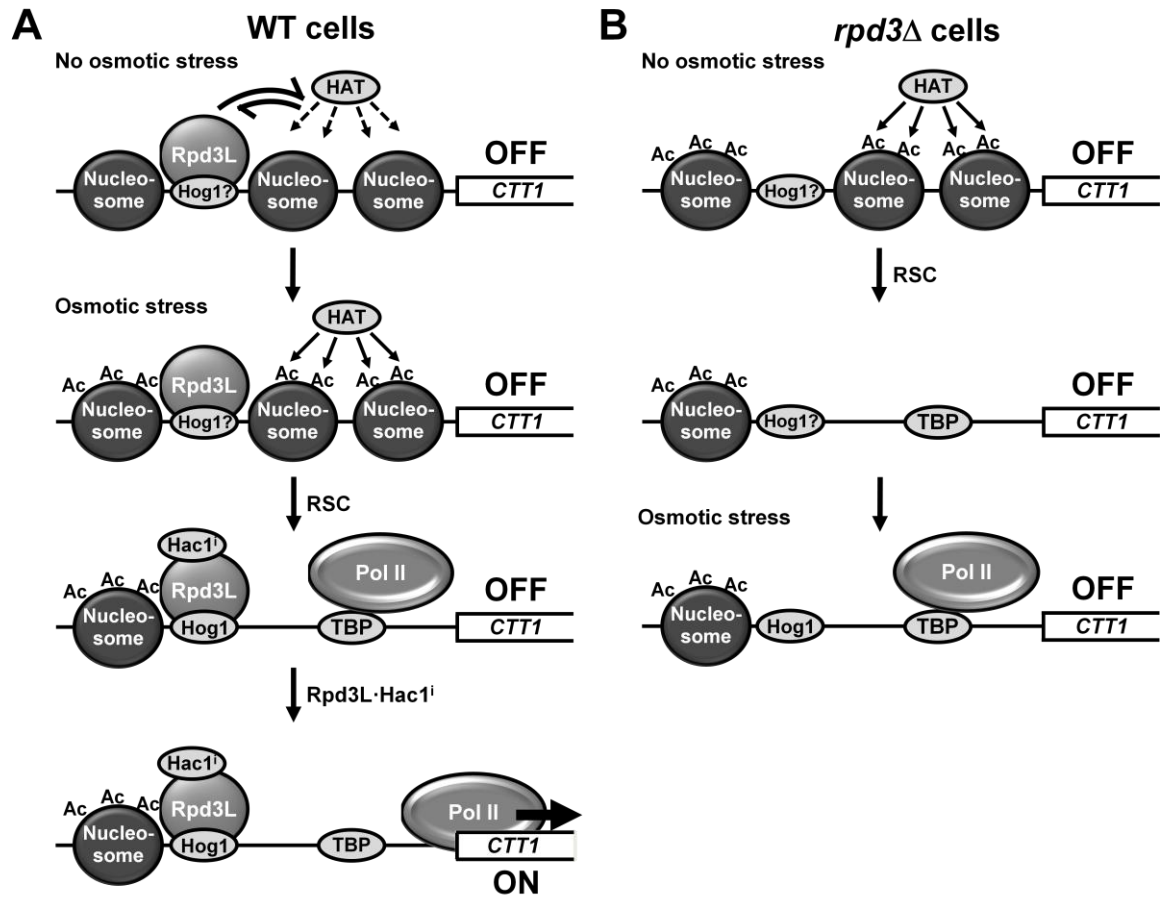 A
WT cells
No osmotic stress
HAT
Rpd3L
OFF
Nucleo-
some
Hog1?
Nucleo-
some
Nucleo-
some
CTT1
Osmotic stress
HAT
Ac Ac Ac
Rpd3L
Ac Ac Ac Ac
OFF
Nucleo-
some
Hog1?
Nucleo-
some
Nucleo-
some
CTT1
RSC
Hac1ⁱ
Ac Ac Ac
Rpd3L
Pol II
OFF
Nucleo-
some
Hog1
TBP
CTT1
Rpd3L·Hac1ⁱ
Hac1ⁱ
Ac Ac Ac
Rpd3L
Pol II
Nucleo-
some
Hog1
TBP
CTT1
ON
B
rpd3Δ cells
No osmotic stress
HAT
Ac Ac Ac
Ac Ac Ac Ac
OFF
Nucleo-
some
Hog1?
Nucleo-
some
Nucleo-
some
CTT1
RSC
Ac Ac Ac
OFF
Nucleo-
some
Hog1?
TBP
CTT1
Osmotic stress
Ac Ac Ac
Pol II
OFF
Nucleo-
some
Hog1
TBP
CTT1